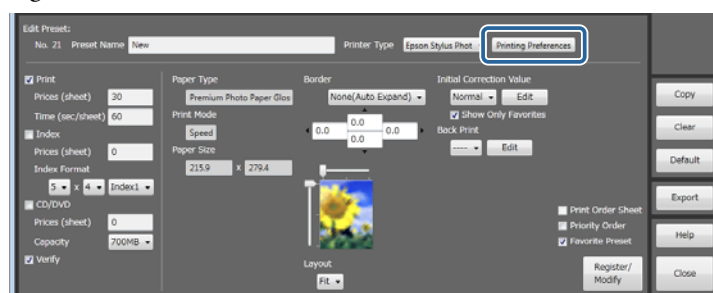 Edit Preset:
No. 21 Preset Name New Printer Type Epson Stylus Phot Printing Preferences
Print
Prices (sheet) 30
Time (sec/sheet) 60
Index
Prices (sheet) 0
Index Format
5 x 4 Index1
CD/DVD
Prices (sheet) 0
Capacity 700MB
Verify
Paper Type
Premium Photo Paper Glos
Print Mode
Speed
Paper Size
215.9 x 279.4
Border
None(Auto Expand)
0.0
0.0 0.0
0.0
Layout
Fit
Initial Correction Value
Normal Edit
Show Only Favorites
Back Print
---- Edit
Print Order Sheet
Priority Order
Favorite Preset
Register/
Modify
Copy
Clear
Default
Export
Help
Close